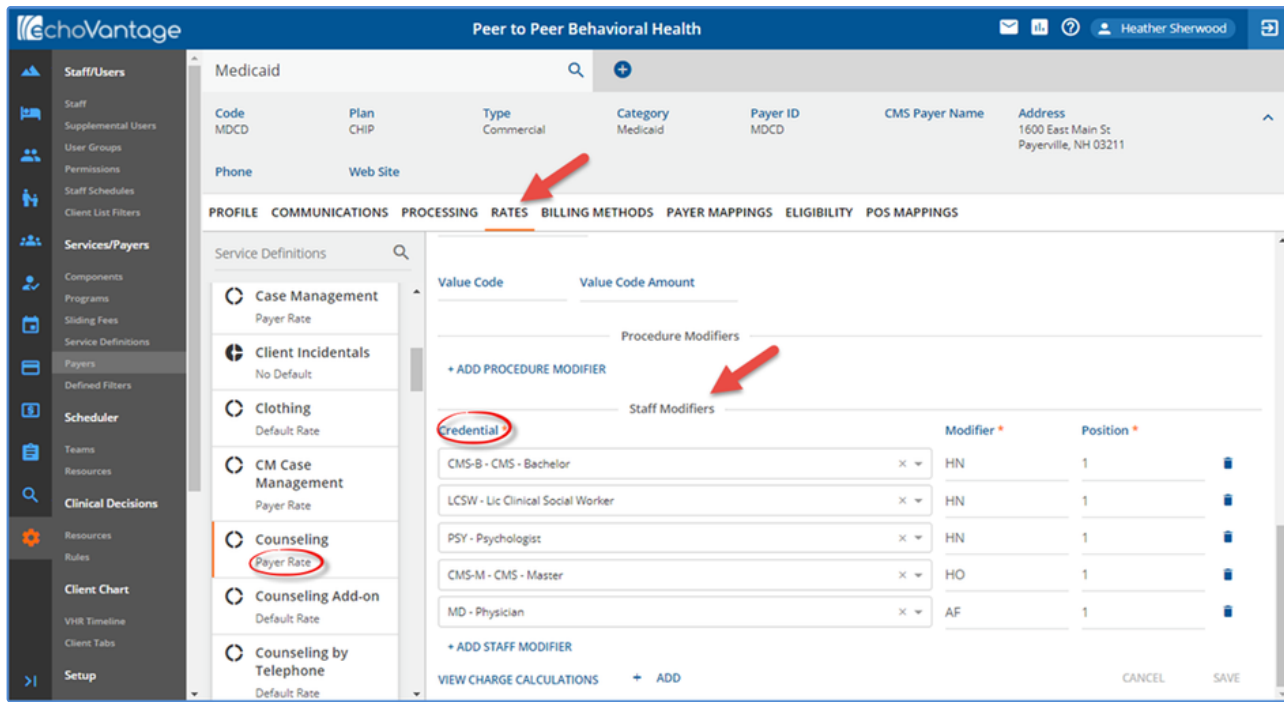 echoVantage
Peer to Peer Behavioral Health
Heather Sherwood
Staff/Users
Staff
Supplemental Users
User Groups
Permissions
Staff Schedules
Client List Filters
Services/Payers
Components
Programs
Sliding Fees
Service Definitions
Payers
Defined Filters
Scheduler
Teams
Resources
Clinical Decisions
Resources
Rules
Client Chart
VHR Timeline
Client Tabs
Setup
Medicaid
Code Plan Type Category Payer ID CMS Payer Name Address
MDCD CHIP Commercial Medicaid MDCD 1600 East Main St
Payerville, NH 03211
Phone Web Site
PROFILE COMMUNICATIONS PROCESSING RATES BILLING METHODS PAYER MAPPINGS ELIGIBILITY POS MAPPINGS
Service Definitions
Case Management
Payer Rate
Client Incidentals
No Default
Clothing
Default Rate
CM Case
Management
Payer Rate
Counseling
Payer Rate
Counseling Add-on
Default Rate
Counseling by
Telephone
Default Rate
Value Code Value Code Amount
Procedure Modifiers
+ ADD PROCEDURE MODIFIER
Staff Modifiers
Credential * Modifier * Position *
CMS-B - CMS - Bachelor × HN 1
LCSW - Lic Clinical Social Worker × HN 1
PSY - Psychologist × HN 1
CMS-M - CMS - Master × HO 1
MD - Physician × AF 1
+ ADD STAFF MODIFIER
VIEW CHARGE CALCULATIONS + ADD CANCEL SAVE